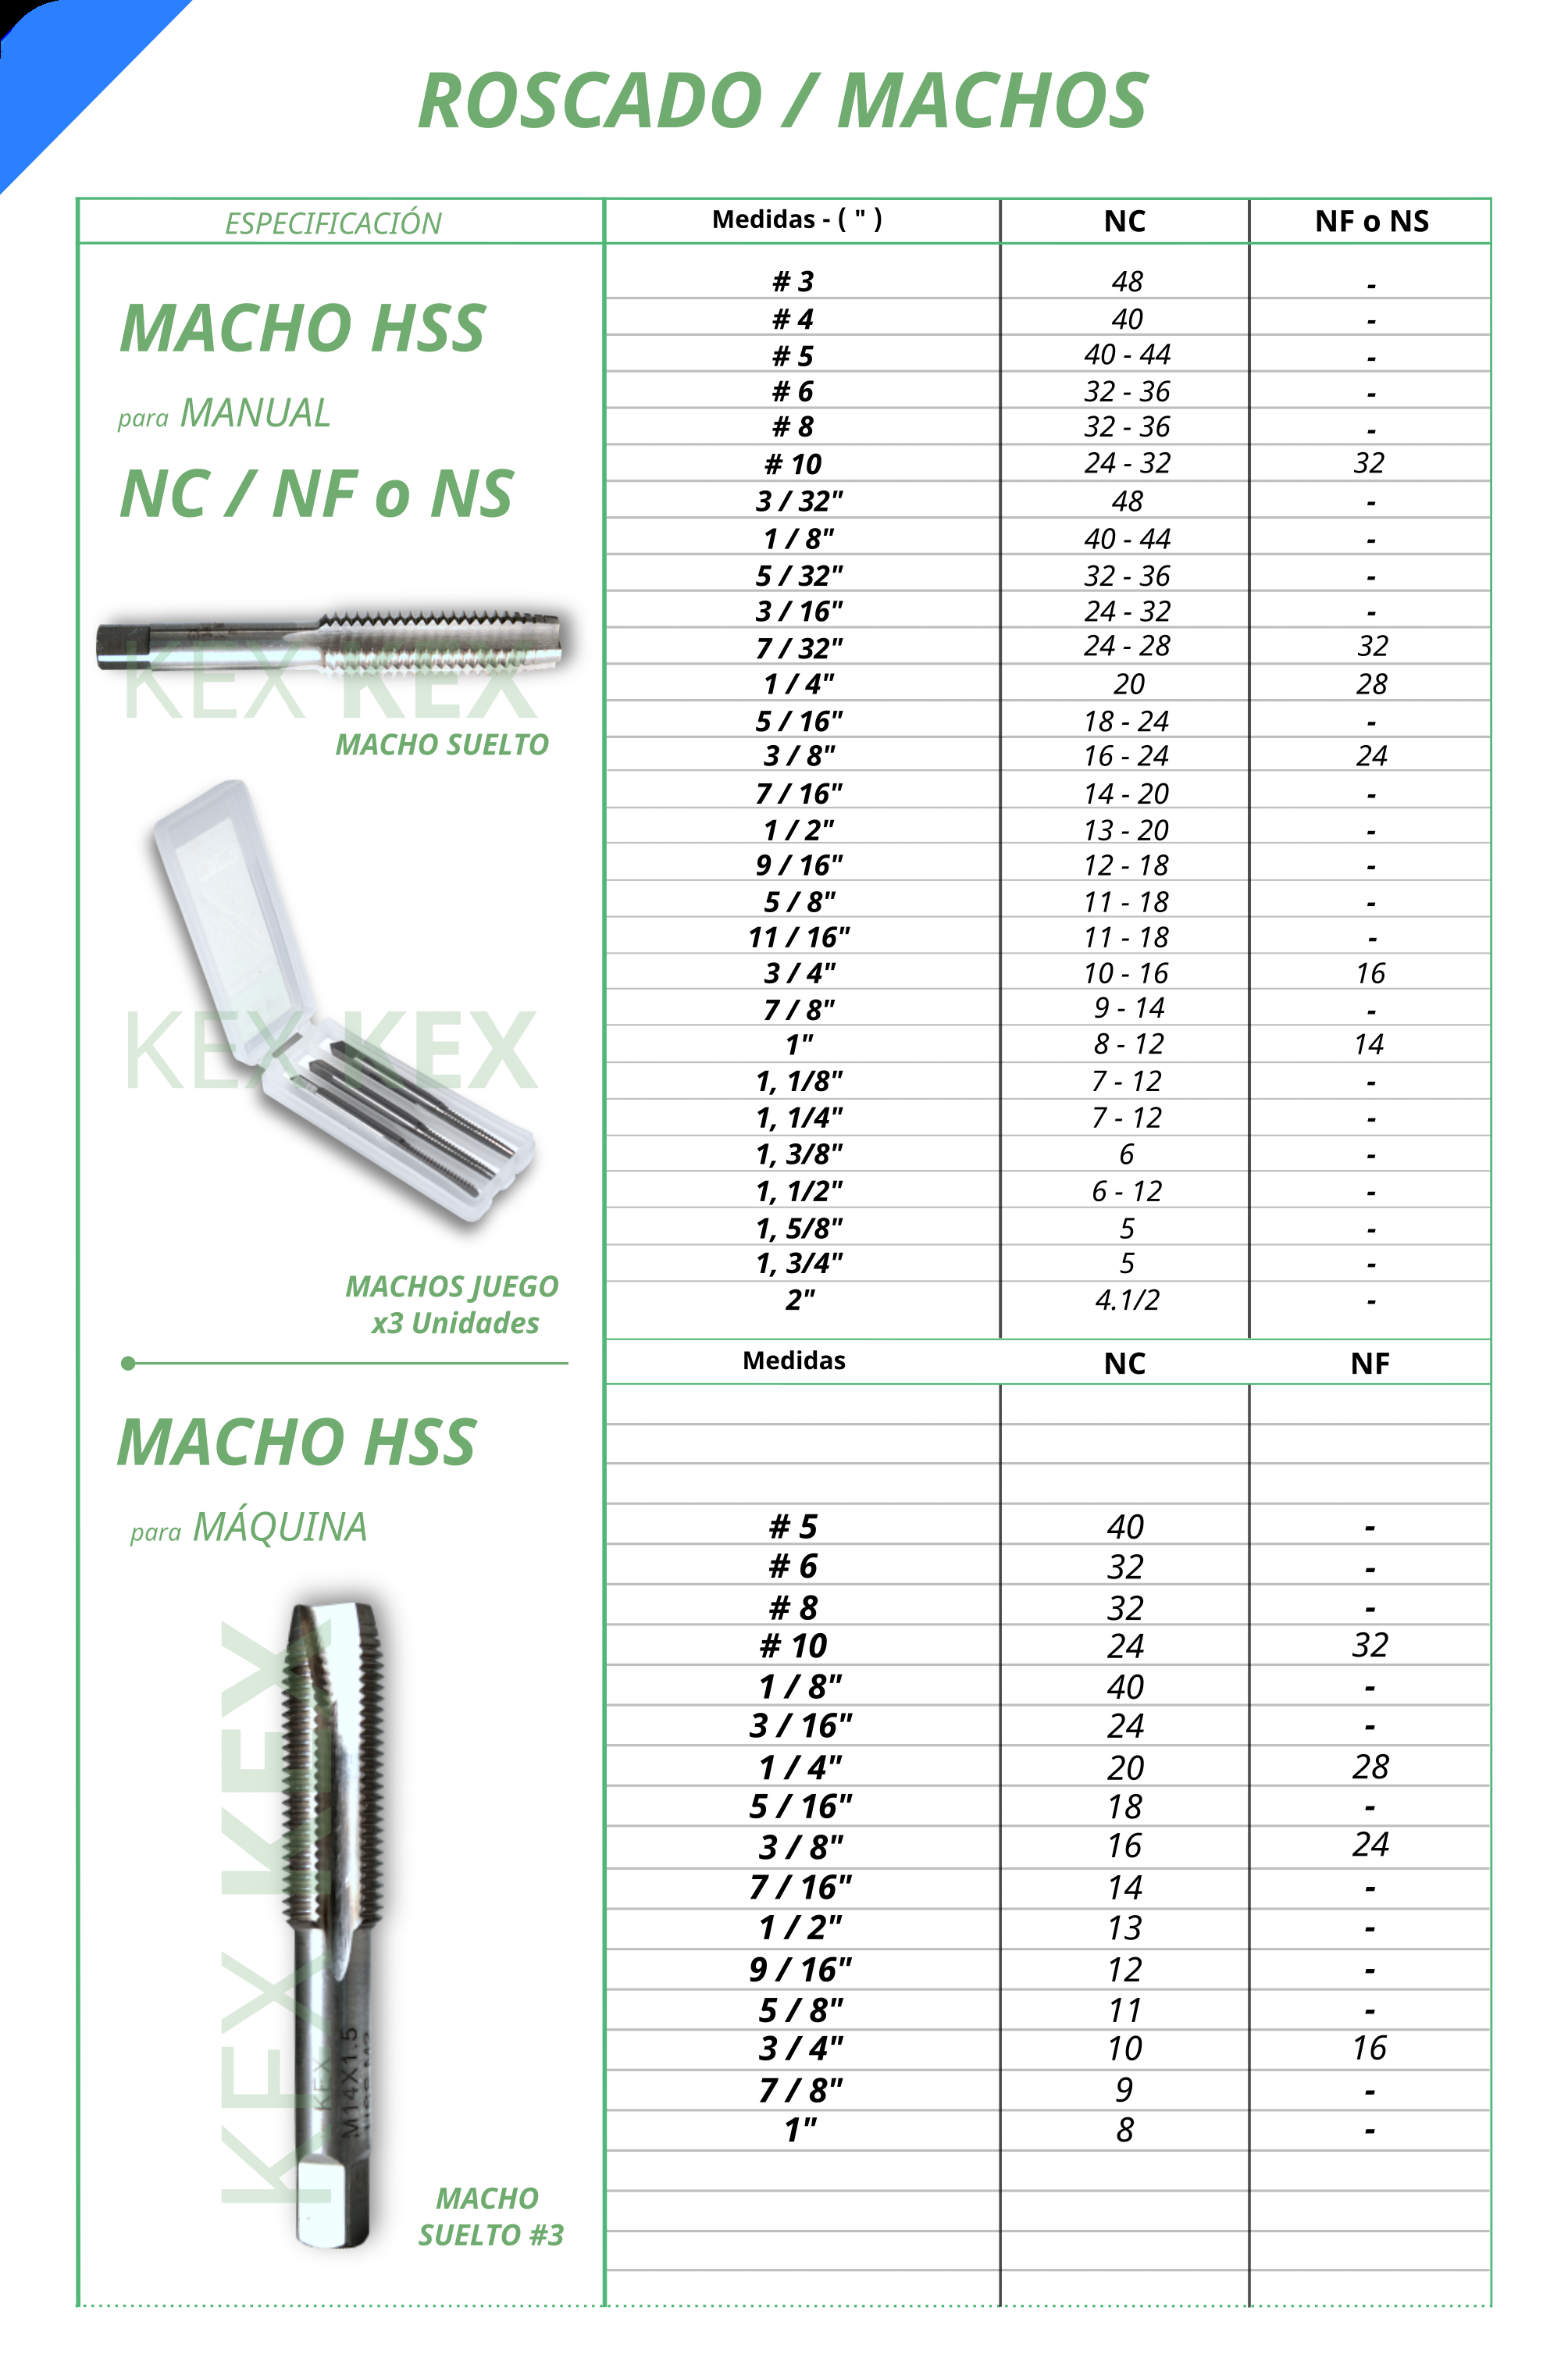 ROSCADO / MACHOS
ESPECIFICACIÓN
Medidas - ( " ) NC NF o NS
MACHO HSS
para MANUAL
NC / NF o NS
KEX KEX
MACHO SUELTO
KEX KEX
MACHOS JUEGO
x3 Unidades
# 3 48 -
# 4 40 -
# 5 40 - 44 -
# 6 32 - 36 -
# 8 32 - 36 -
# 10 24 - 32 32
3 / 32" 48 -
1 / 8" 40 - 44 -
5 / 32" 32 - 36 -
3 / 16" 24 - 32 -
7 / 32" 24 - 28 32
1 / 4" 20 28
5 / 16" 18 - 24 -
3 / 8" 16 - 24 24
7 / 16" 14 - 20 -
1 / 2" 13 - 20 -
9 / 16" 12 - 18 -
5 / 8" 11 - 18 -
11 / 16" 11 - 18 -
3 / 4" 10 - 16 16
7 / 8" 9 - 14 -
1" 8 - 12 14
1, 1/8" 7 - 12 -
1, 1/4" 7 - 12 -
1, 3/8" 6 -
1, 1/2" 6 - 12 -
1, 5/8" 5 -
1, 3/4" 5 -
2" 4.1/2 -
Medidas NC NF
MACHO HSS
para MÁQUINA
KEX KEX
KEX
M14X1.5
MACHO
SUELTO #3
# 5 40 -
# 6 32 -
# 8 32 -
# 10 24 32
1 / 8" 40 -
3 / 16" 24 -
1 / 4" 20 28
5 / 16" 18 -
3 / 8" 16 24
7 / 16" 14 -
1 / 2" 13 -
9 / 16" 12 -
5 / 8" 11 -
3 / 4" 10 16
7 / 8" 9 -
1" 8 -